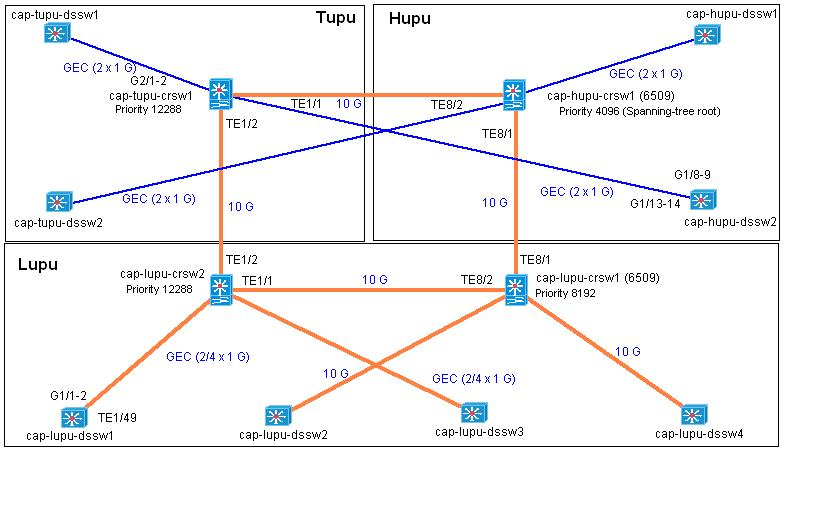 cap-tupu-dssw1
Tupu
Hupu
cap-hupu-dssw1
GEC (2 x 1 G)
G2/1-2
cap-tupu-crsw1
Priority 12288
TE1/1
10 G
TE8/2
GEC (2 x 1 G)
cap-hupu-crsw1 (6509)
Priority 4096 (Spanning-tree root)
TE1/2
TE8/1
G1/8-9
GEC (2 x 1 G)
cap-tupu-dssw2
10 G
10 G
GEC (2 x 1 G)
G1/13-14
cap-hupu-dssw2
Lupu
TE1/2
TE8/1
cap-lupu-crsw2
Priority 12288
TE1/1
10 G
TE8/2
cap-lupu-crsw1 (6509)
Priority 8192
GEC (2/4 x 1 G)
10 G
GEC (2/4 x 1 G)
10 G
G1/1-2
TE1/49
cap-lupu-dssw1
cap-lupu-dssw2
cap-lupu-dssw3
cap-lupu-dssw4